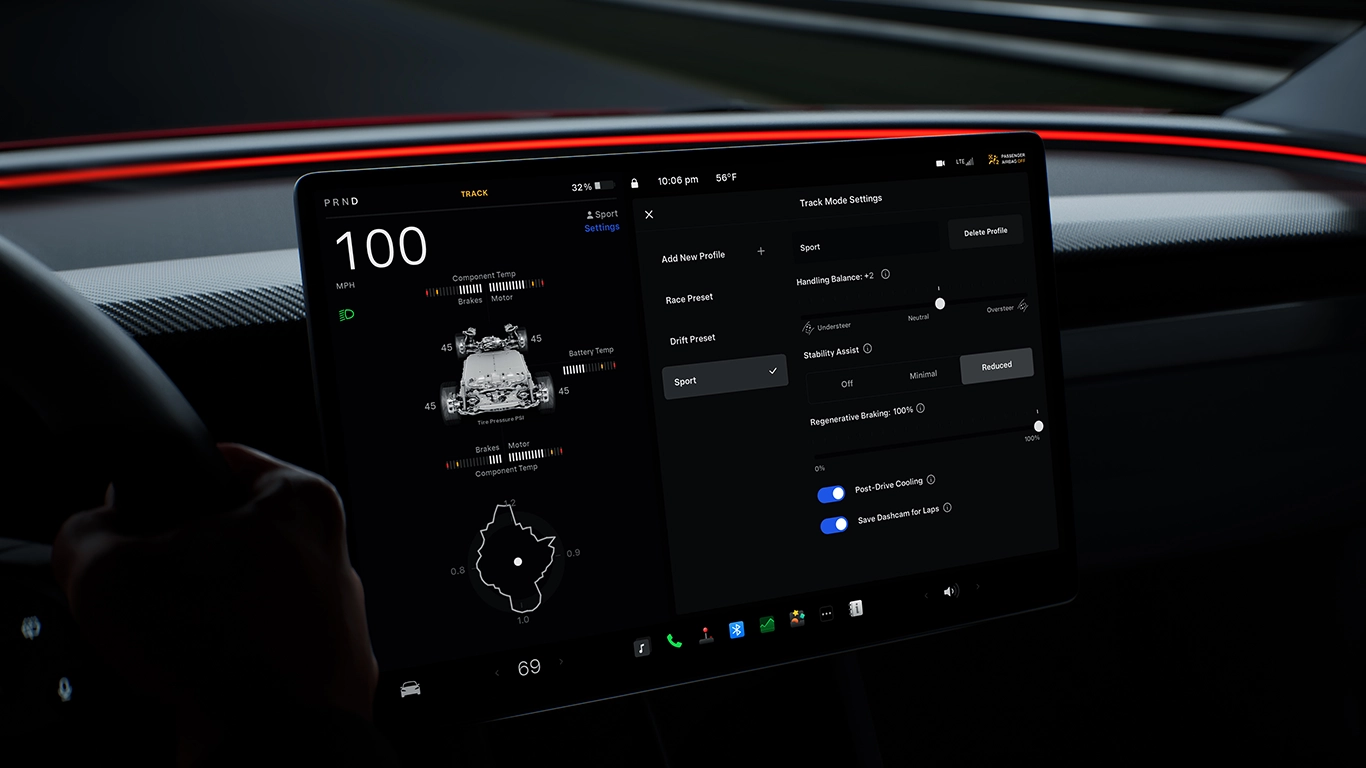 PRND
TRACK
32%
10:06 pm
56°F
LTE
PASSENGER
AIRBAG OFF
100
MPH
Sport
Settings
Component Temp
Brakes Motor
45
45
Battery Temp
45
45
Tire Pressure PSI
Brakes Motor
Component Temp
1.2
0.8
0.9
1.0
Track Mode Settings
Add New Profile +
Race Preset
Drift Preset
Sport
Sport
Delete Profile
Handling Balance: +2
Understeer
Neutral
Oversteer
Stability Assist
Off
Minimal
Reduced
Regenerative Braking: 100%
0%
100%
Post-Drive Cooling
Save Dashcam for Laps
69